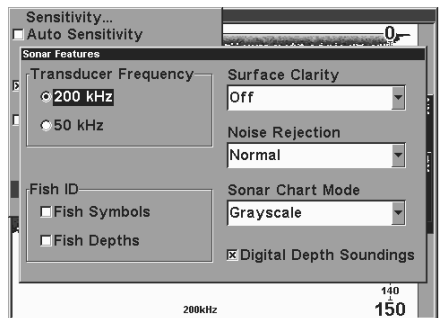 Sensitivity...
Auto Sensitivity
0
Sonar Features
Transducer Frequency
200 kHz
50 kHz
Surface Clarity
Off
Noise Rejection
Normal
Fish ID
Fish Symbols
Fish Depths
Sonar Chart Mode
Grayscale
Digital Depth Soundings
140
200kHz
150